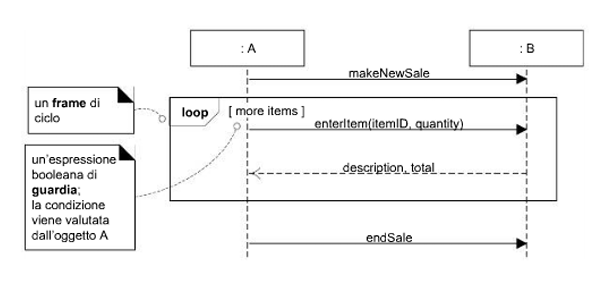 : A
: B
makeNewSale
un frame di
ciclo
loop
[ more items ]
enterItem(itemID, quantity)
un'espressione
booleana di
guardia;
la condizione
viene valutata
dall'oggetto A
description, total
endSale